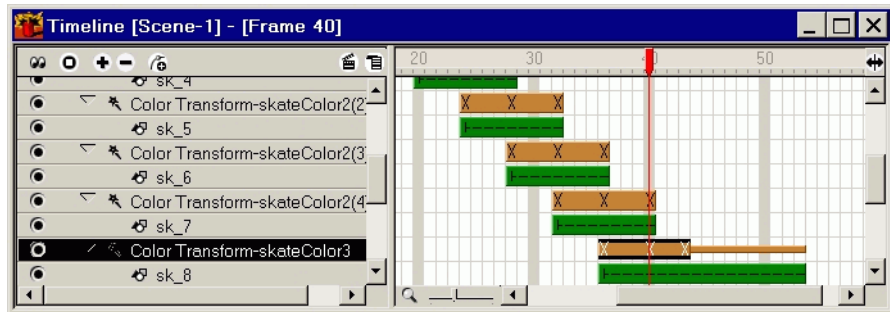 Timeline [Scene-1] - [Frame 40]
20 30 40 50
sk_4
Color Transform-skateColor2(2)
sk_5
Color Transform-skateColor2(3)
sk_6
Color Transform-skateColor2(4)
sk_7
Color Transform-skateColor3
sk_8